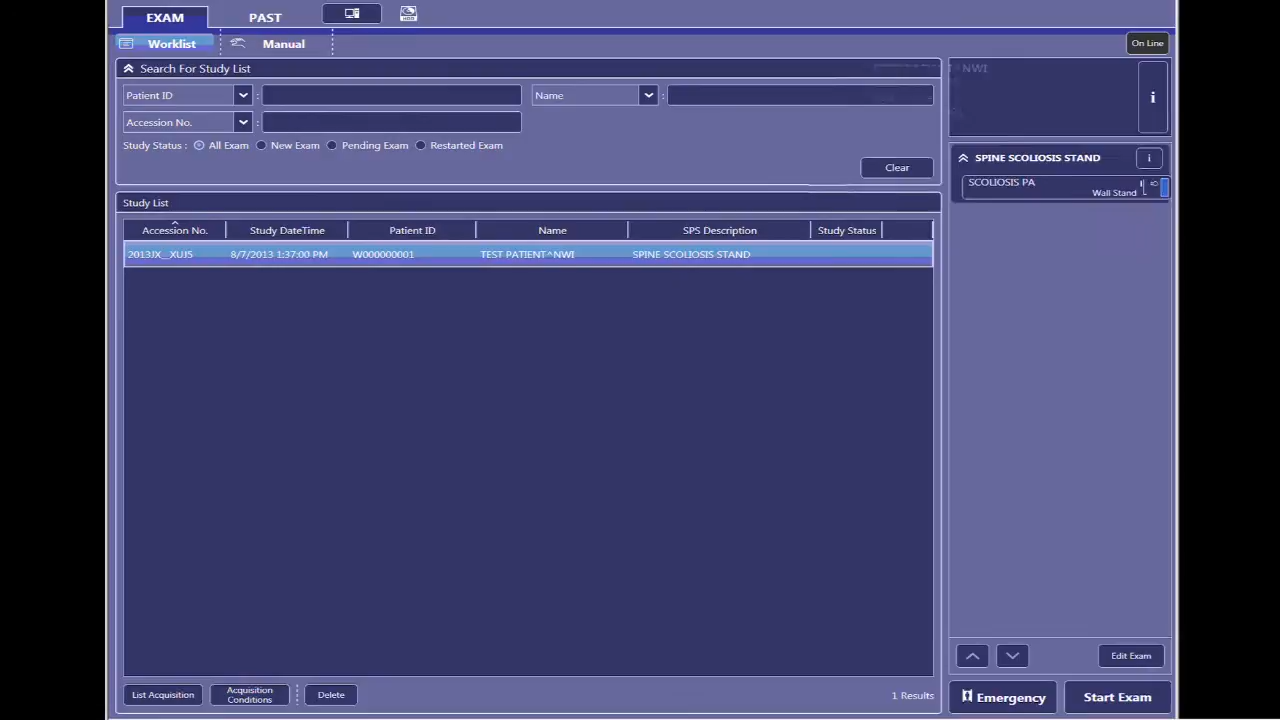 EXAM PAST
Worklist Manual On Line
Search For Study List
Patient ID : Name :
Accession No. :
Study Status : All Exam New Exam Pending Exam Restarted Exam
Clear
^NWI
i
SPINE SCOLIOSIS STAND i
SCOLIOSIS PA
Wall Stand
Study List
Accession No. Study DateTime Patient ID Name SPS Description Study Status
2013JX_XUJ5 8/7/2013 1:37:00 PM W000000001 TEST PATIENT^NWI SPINE SCOLIOSIS STAND
Edit Exam
List Acquisition Acquisition Conditions Delete 1 Results
Emergency Start Exam